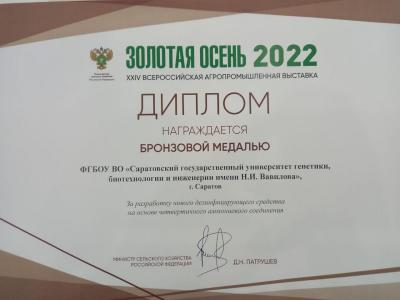 ЗОЛОТАЯ ОСЕНЬ 2022
XXIV ВСЕРОССИЙСКАЯ АГРОПРОМЫШЛЕННАЯ ВЫСТАВКА
ДИПЛОМ
НАГРАЖДАЕТСЯ
БРОНЗОВОЙ МЕДАЛЬЮ
ФГБОУ ВО «Саратовский государственный университет генетики,
биотехнологии и инженерии имени Н.И. Вавилова»,
г. Саратов
За разработку нового дезинфицирующего средства
на основе четвертичного аммониевого соединения
МИНИСТР СЕЛЬСКОГО ХОЗЯЙСТВА
РОССИЙСКОЙ ФЕДЕРАЦИИ
Д.Н. ПАТРУШЕВ